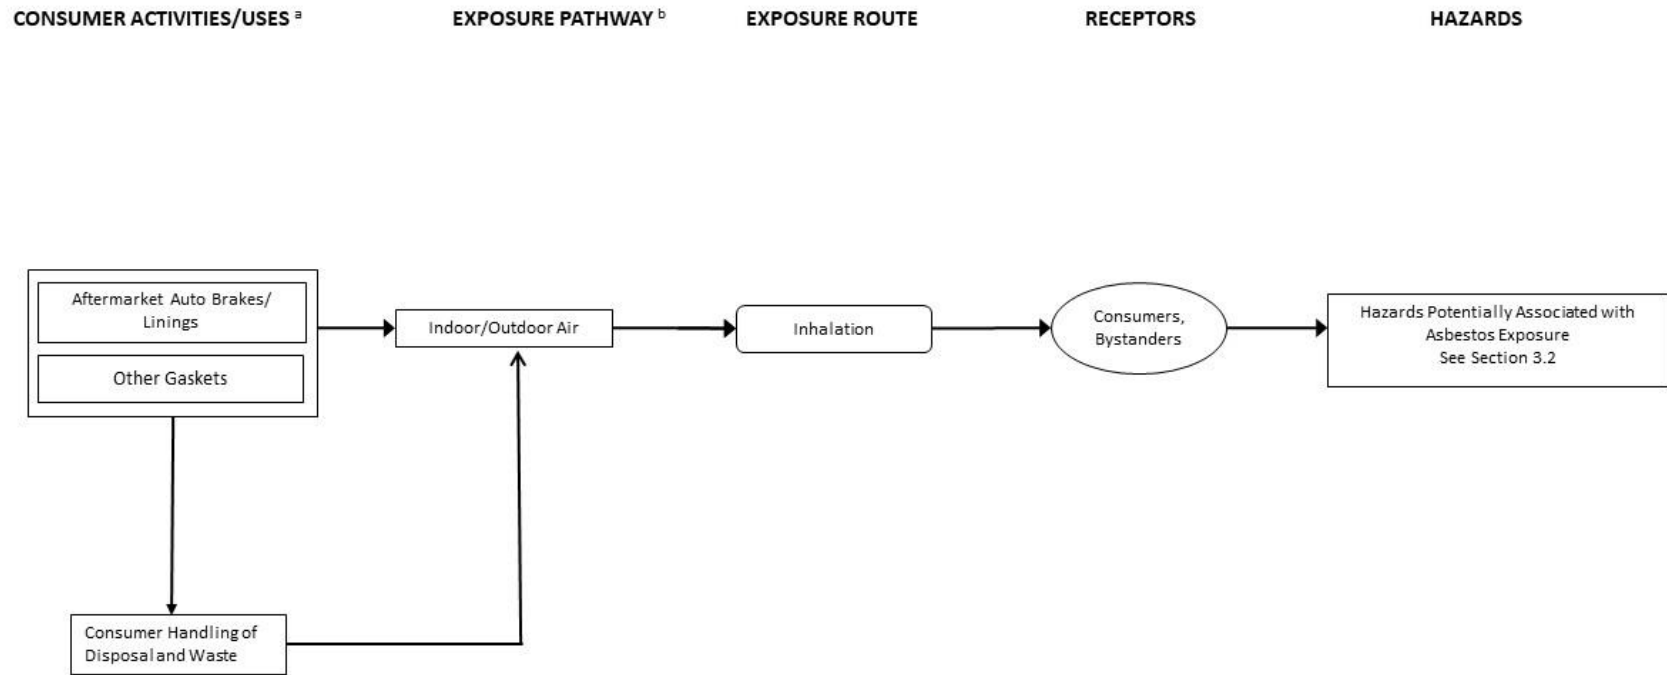 CONSUMER ACTIVITIES/USES a
EXPOSURE PATHWAY b
EXPOSURE ROUTE
RECEPTORS
HAZARDS
Aftermarket Auto Brakes/
Linings
Other Gaskets
Indoor/Outdoor Air
Inhalation
Consumers,
Bystanders
Hazards Potentially Associated with
Asbestos Exposure
See Section 3.2
Consumer Handling of
Disposal and Waste